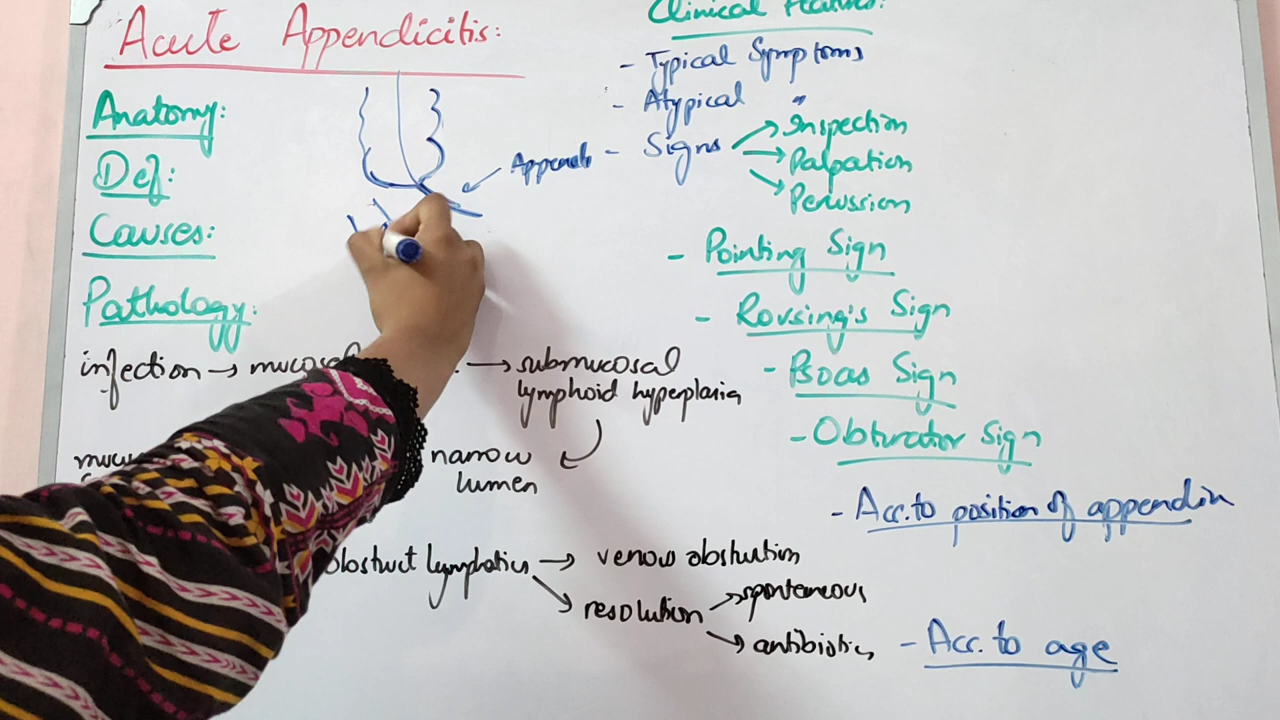 Acute Appendicitis:
Anatomy:
Def:
Causes:
Pathology:
infection → mucosal → submucosal
lymphoid hyperplasia
narrow
lumen
obstruct lymphatics → venous obstruction
resolution → spontaneous
→ antibiotics
Clinical Features:
- Typical Symptoms
- Atypical "
- Signs → Inspection
→ Palpation
→ Percussion
- Pointing Sign
- Rovsing's Sign
- Psoas Sign
- Obturator Sign
- Acc. to position of appendix
- Acc. to age